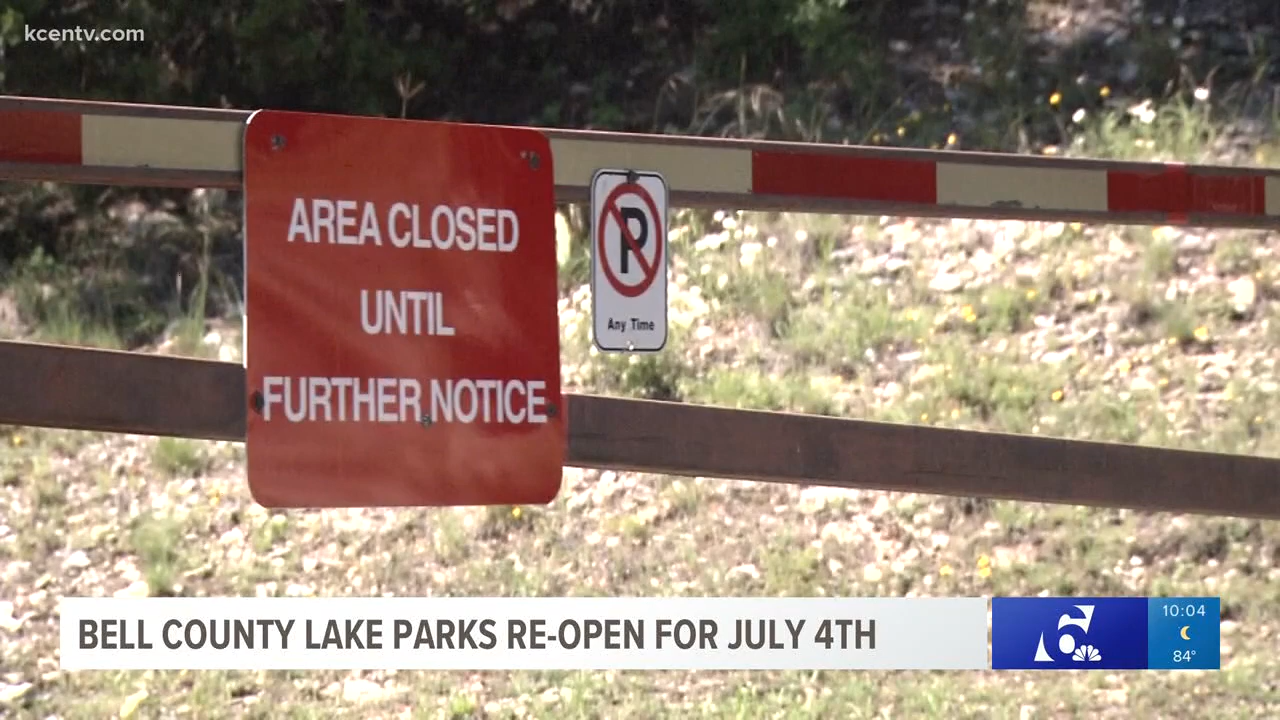 kcentv.com
AREA CLOSED
UNTIL
FURTHER NOTICE
P
Any Time
BELL COUNTY LAKE PARKS RE-OPEN FOR JULY 4TH
6
10:04
84°